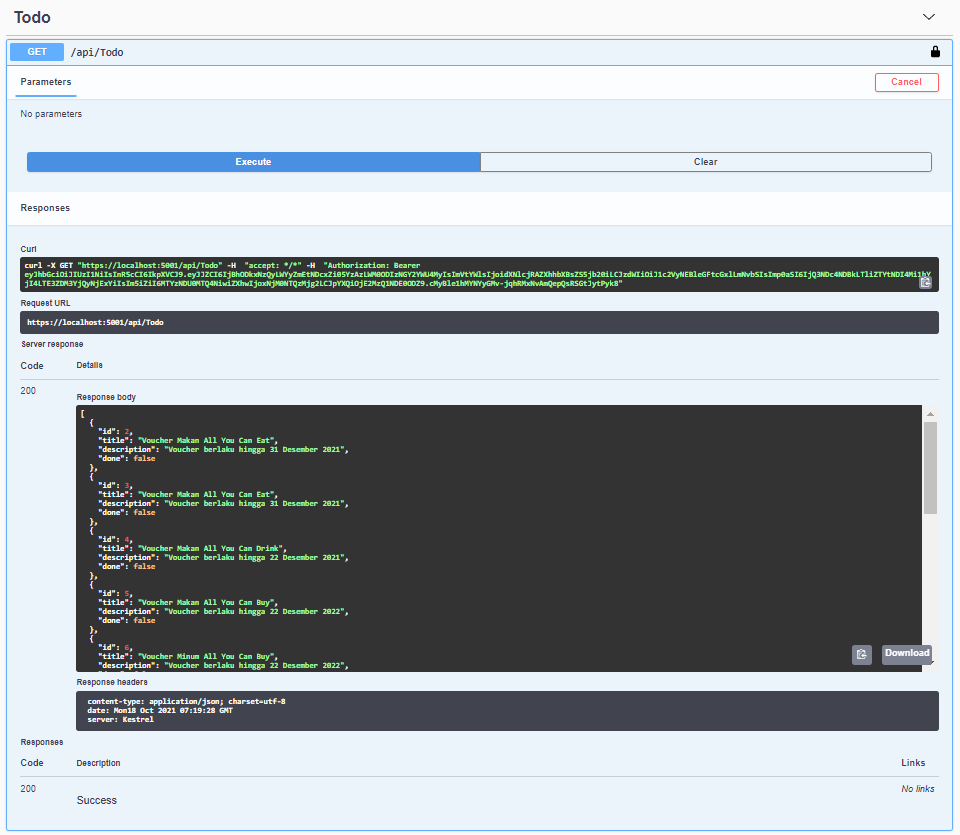 Todo
GET /api/Todo
Parameters
Cancel
No parameters
Execute
Clear
Responses
Curl
curl -X GET "https://localhost:5001/api/Todo" -H "accept: */*" -H "Authorization: Bearer
Request URL
https://localhost:5001/api/Todo
Server response
Code Details
200
Response body
[
{
"id": 2,
"title": "Voucher Makan All You Can Eat",
"description": "Voucher berlaku hingga 31 Desember 2021",
"done": false
},
{
"id": 3,
"title": "Voucher Makan All You Can Eat",
"description": "Voucher berlaku hingga 31 Desember 2021",
"done": false
},
{
"id": 4,
"title": "Voucher Makan All You Can Drink",
"description": "Voucher berlaku hingga 22 Desember 2021",
"done": false
},
{
"id": 5,
"title": "Voucher Makan All You Can Buy",
"description": "Voucher berlaku hingga 22 Desember 2022",
"done": false
},
{
"id": 6,
"title": "Voucher Minum All You Can Buy",
"description": "Voucher berlaku hingga 22 Desember 2022",
Download
Response headers
content-type: application/json; charset=utf-8
date: Mon18 Oct 2021 07:19:28 GMT
server: Kestrel
Responses
Code Description Links
200 No links
Success